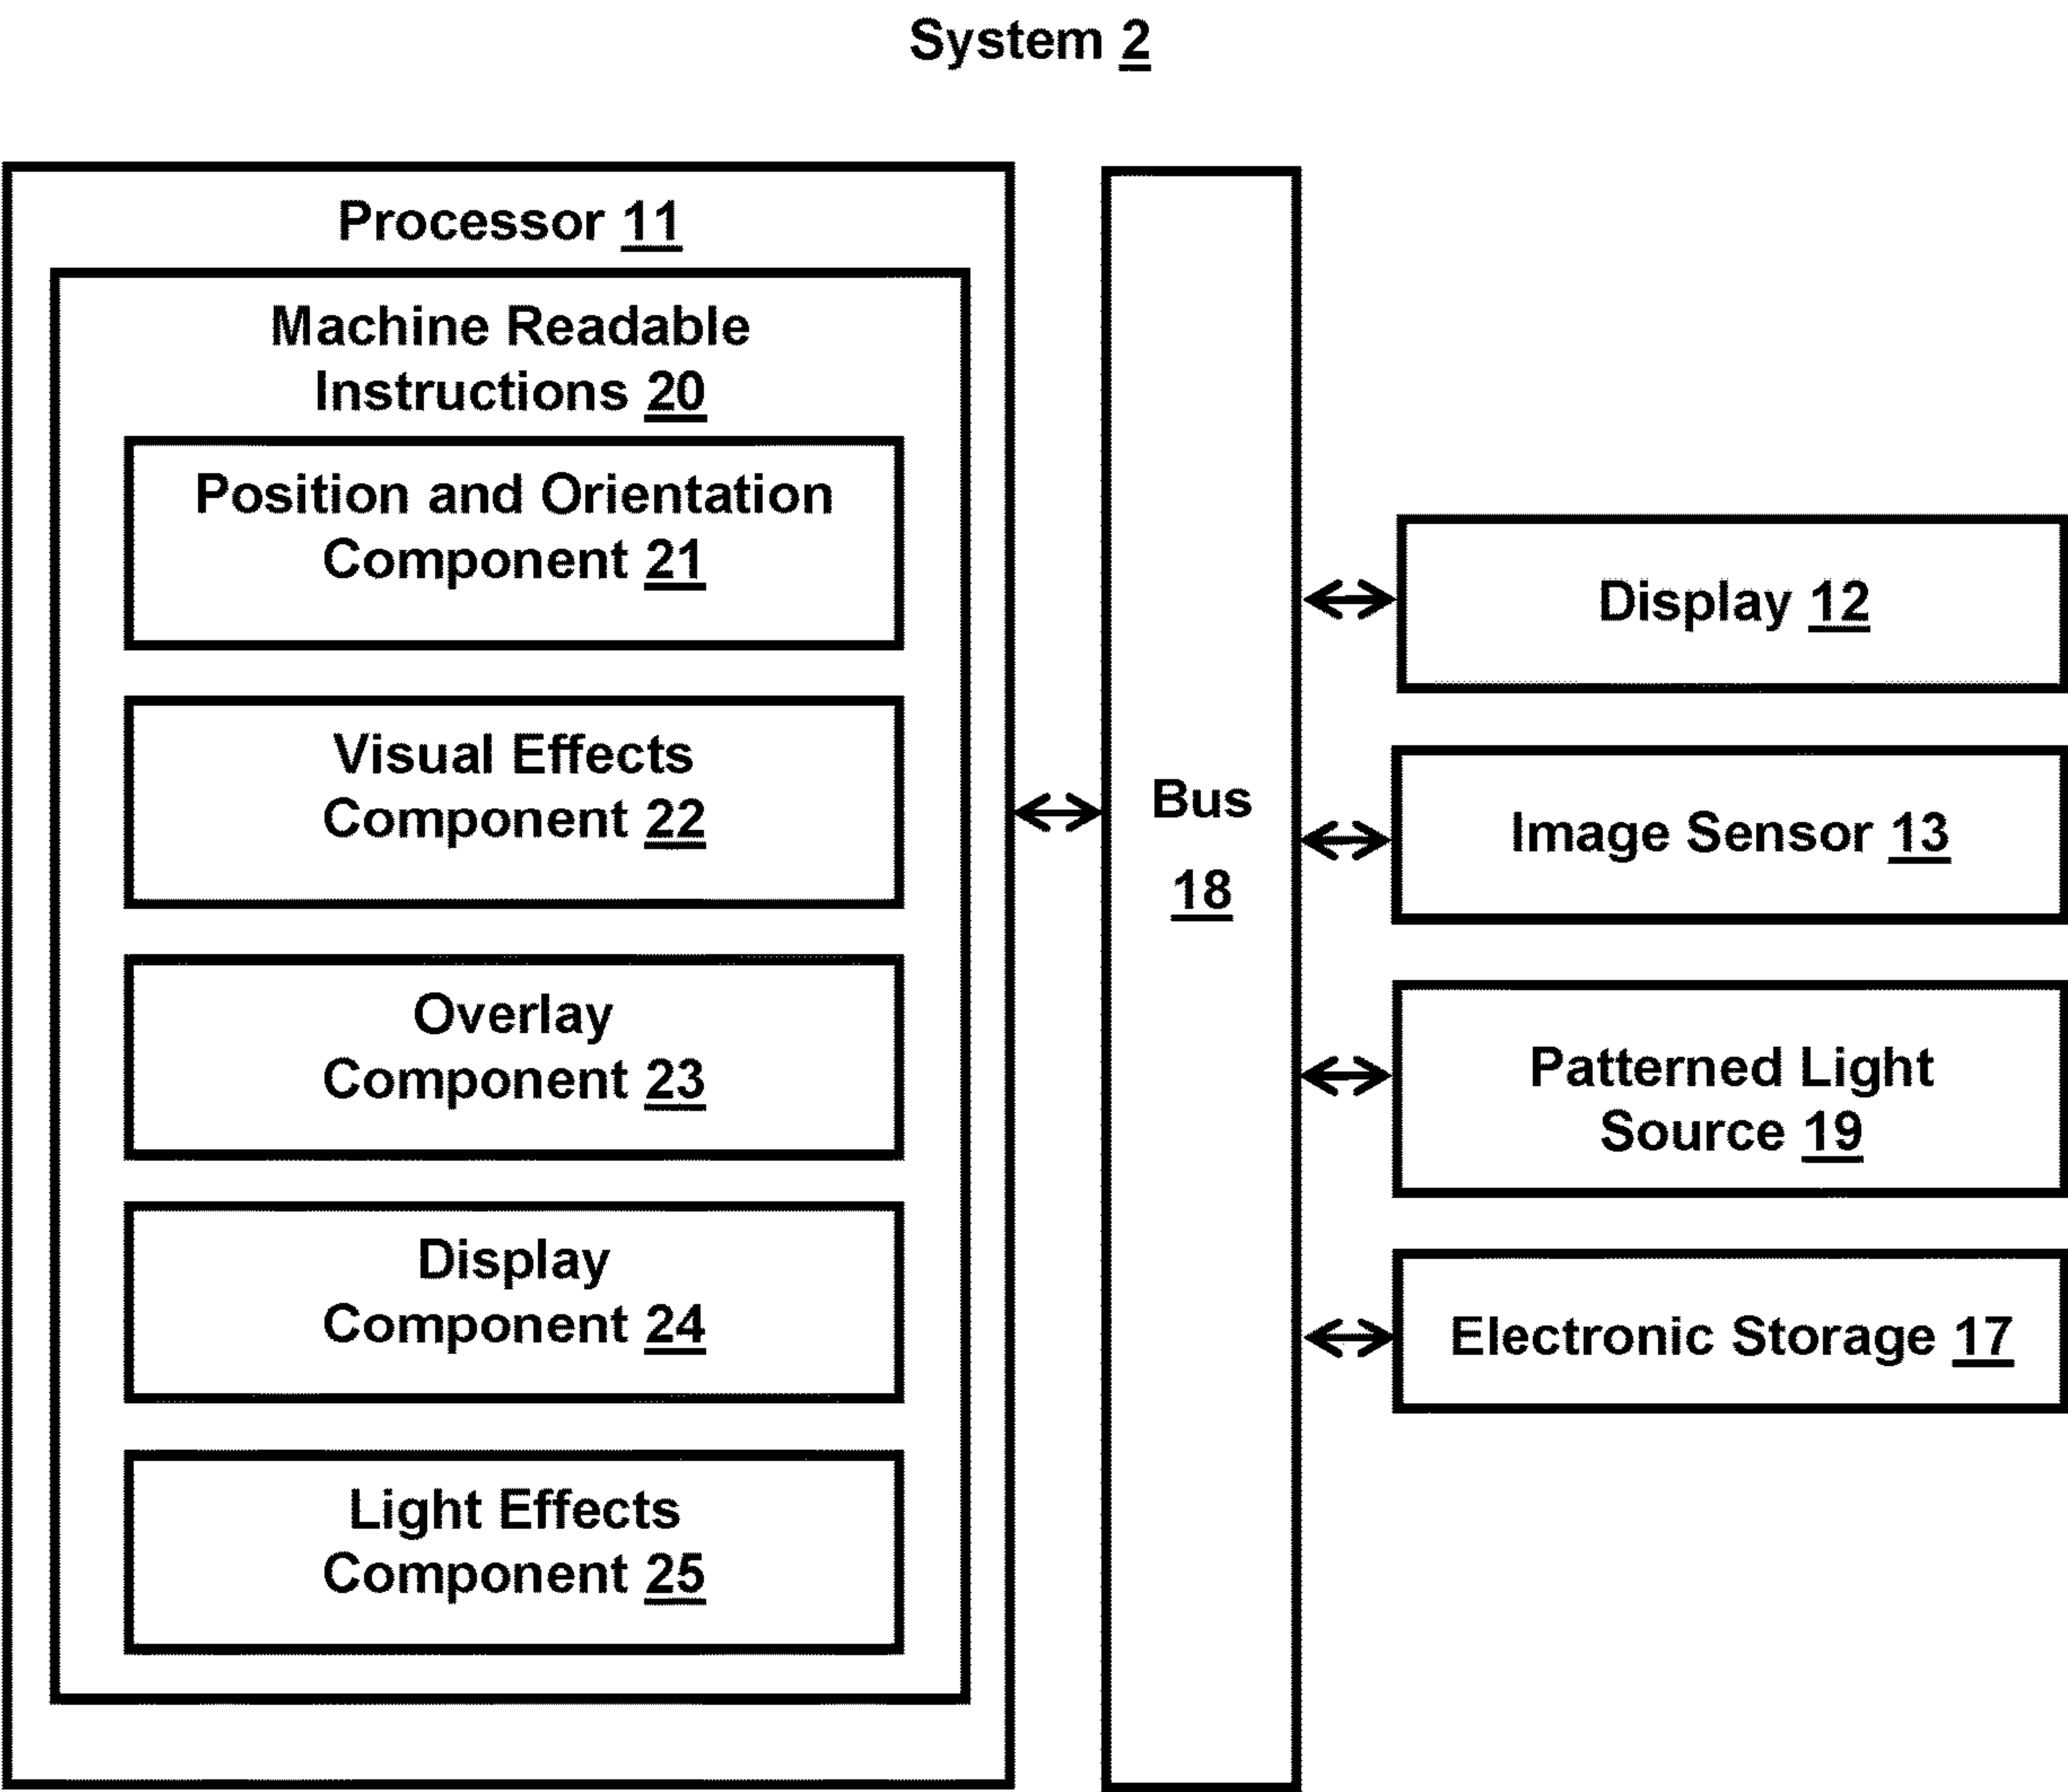 System 2
Processor 11
Machine Readable
Instructions 20
Position and Orientation
Component 21
Visual Effects
Component 22
Overlay
Component 23
Display
Component 24
Light Effects
Component 25
Bus
18
Display 12
Image Sensor 13
Patterned Light
Source 19
Electronic Storage 17